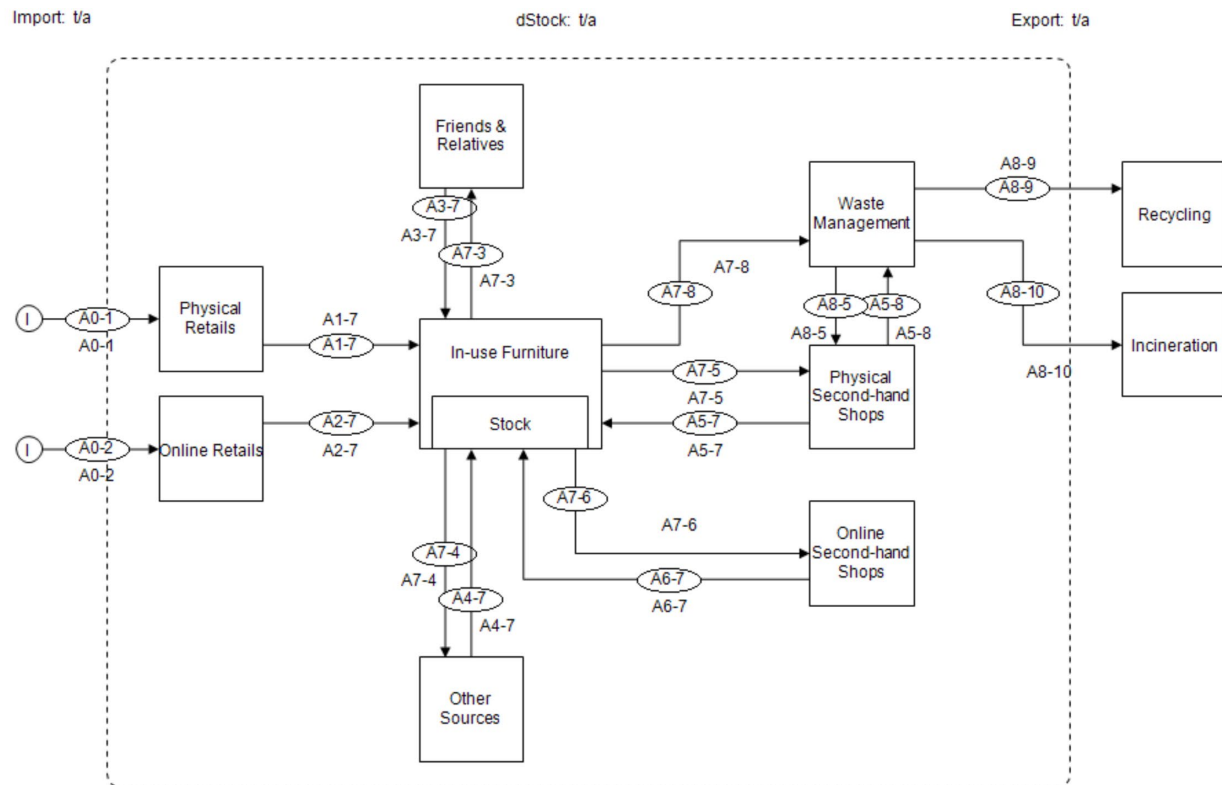 Import: t/a
dStock: t/a
Export: t/a
Friends &
Relatives
A3-7
A3-7
A7-3
A7-3
Waste
Management
A8-9
A8-9
Recycling
A7-8
A7-8
A8-10
A8-10
A8-5
A5-8
A8-5
A5-8
Incineration
I
A0-1
A0-1
Physical
Retails
A1-7
A1-7
In-use Furniture
Stock
A7-5
A7-5
Physical
Second-hand
Shops
A5-7
A5-7
I
A0-2
A0-2
Online Retails
A2-7
A2-7
A7-6
A7-6
Online
Second-hand
Shops
A6-7
A6-7
A7-4
A7-4
A4-7
A4-7
Other
Sources